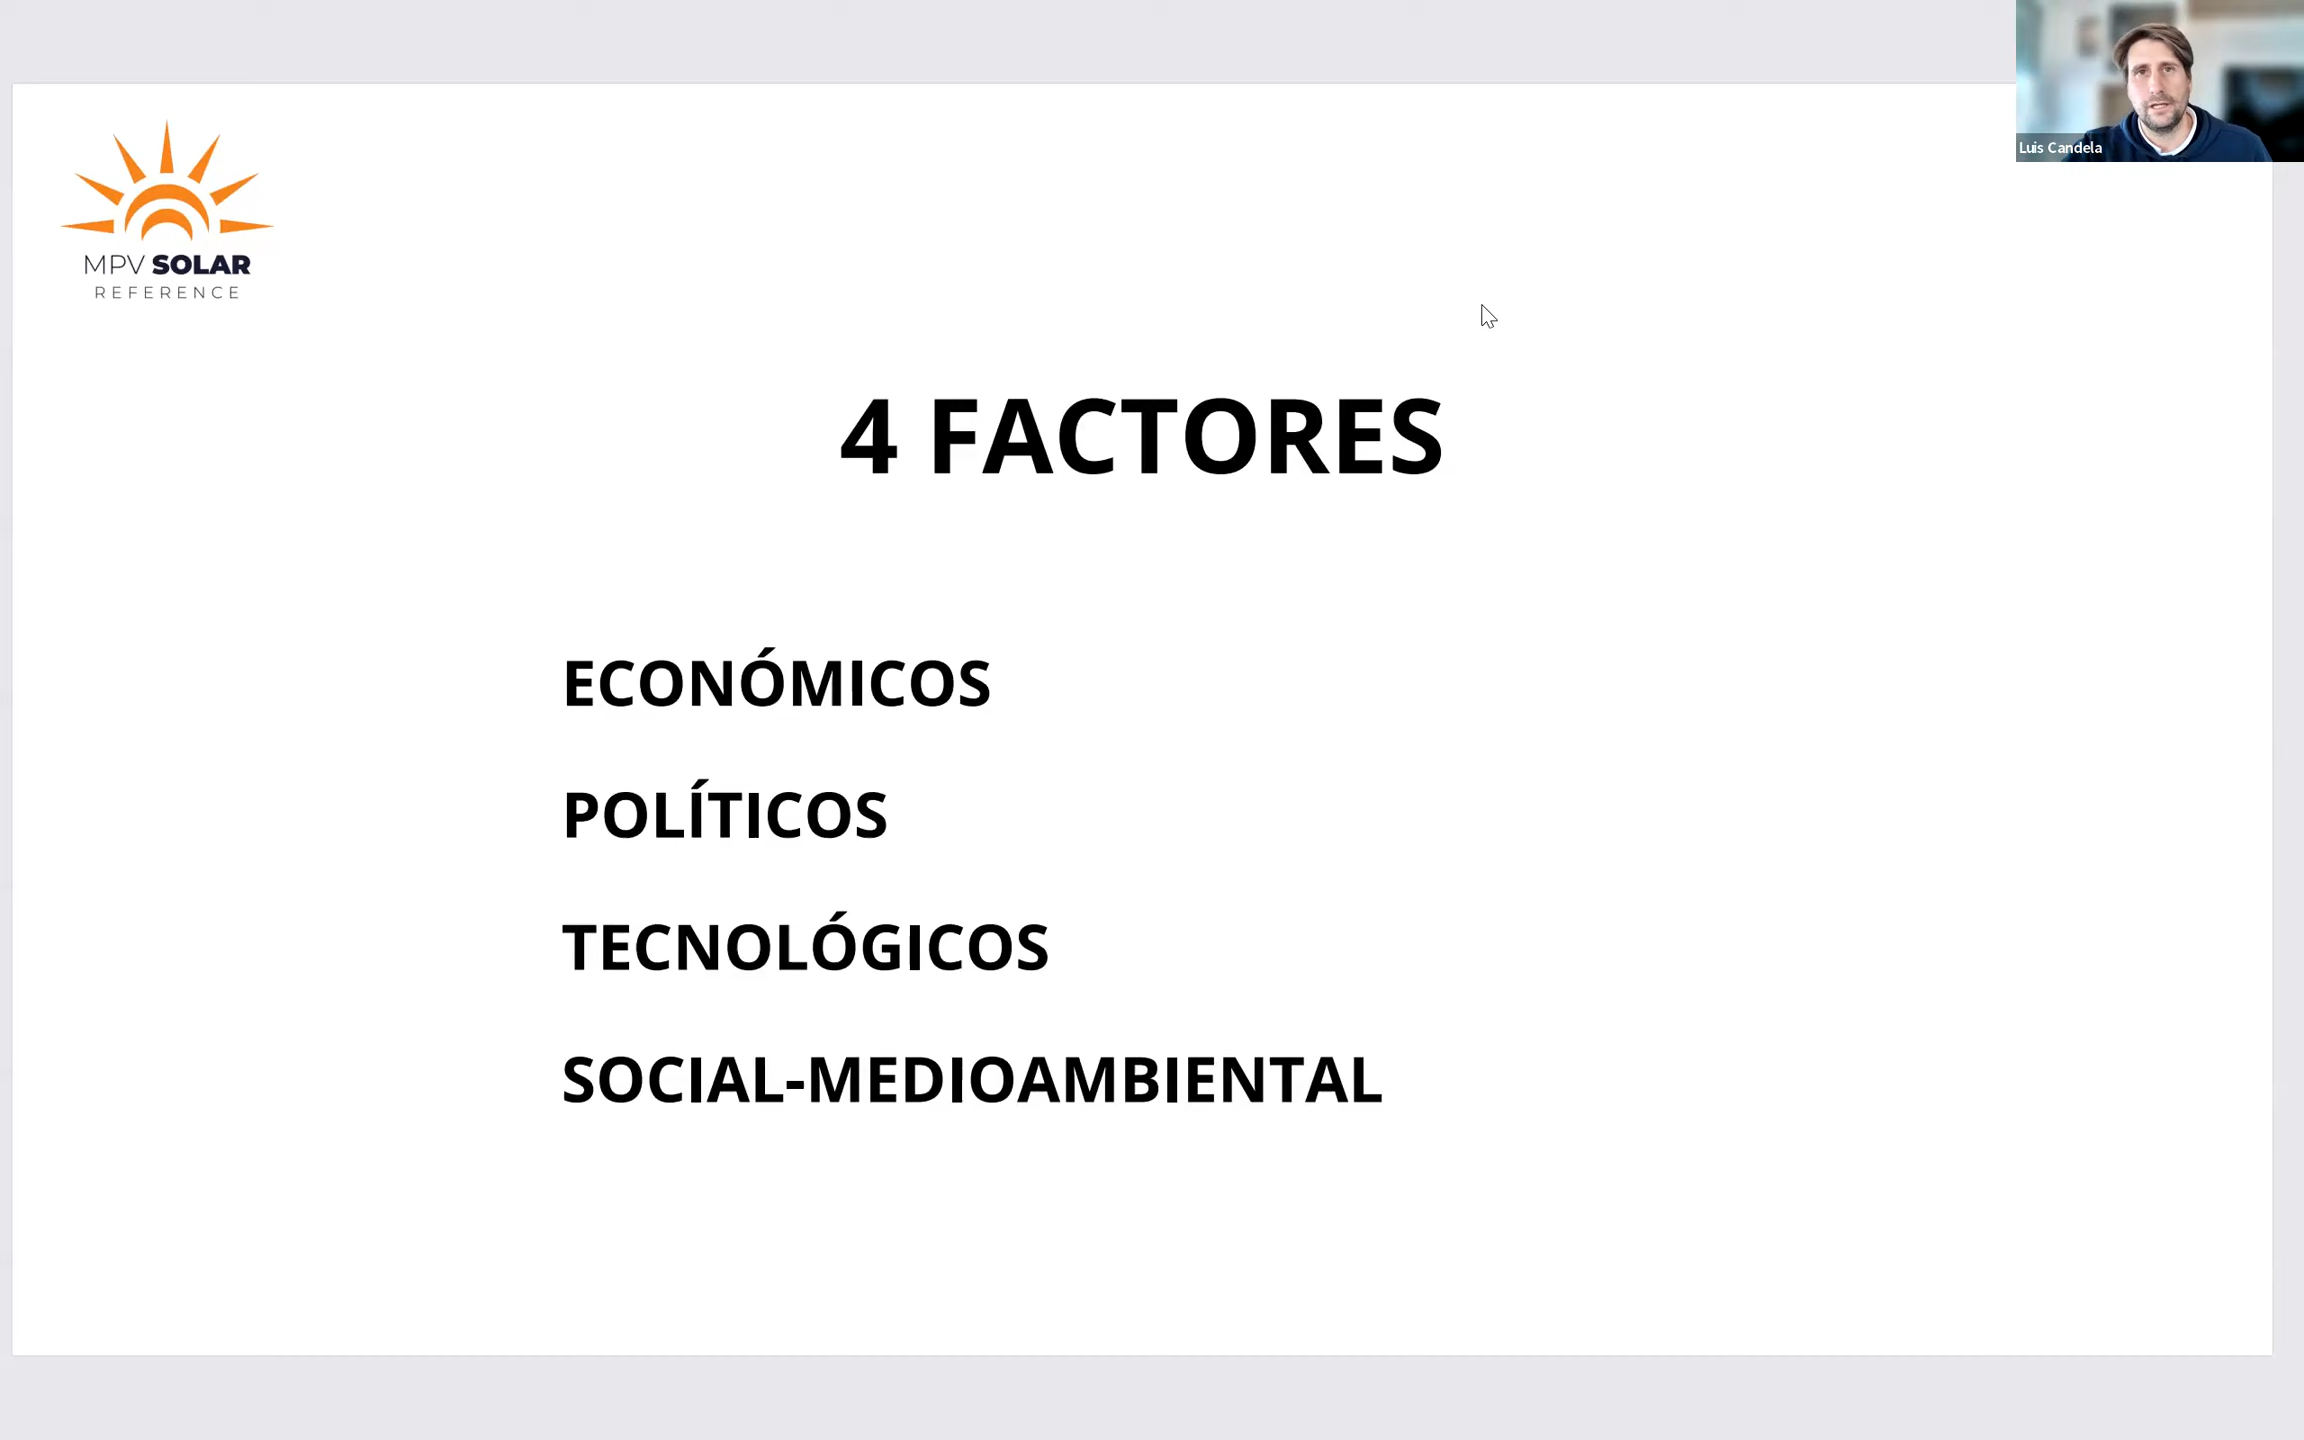 Luis Candela
MPV SOLAR
REFERENCE
4 FACTORES
ECONÓMICOS
POLÍTICOS
TECNOLÓGICOS
SOCIAL-MEDIOAMBIENTAL